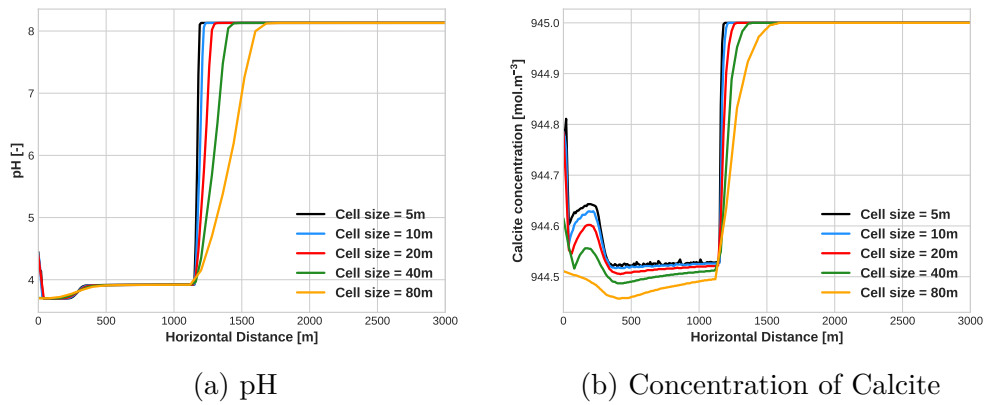 8
7
6
5
4
pH [-]
Cell size = 5m
Cell size = 10m
Cell size = 20m
Cell size = 40m
Cell size = 80m
0 500 1000 1500 2000 2500 3000
Horizontal Distance [m]
(a) pH
945.0
944.9
944.8
944.7
944.6
944.5
Calcite concentration [mol.m⁻³]
Cell size = 5m
Cell size = 10m
Cell size = 20m
Cell size = 40m
Cell size = 80m
0 500 1000 1500 2000 2500 3000
Horizontal Distance [m]
(b) Concentration of Calcite